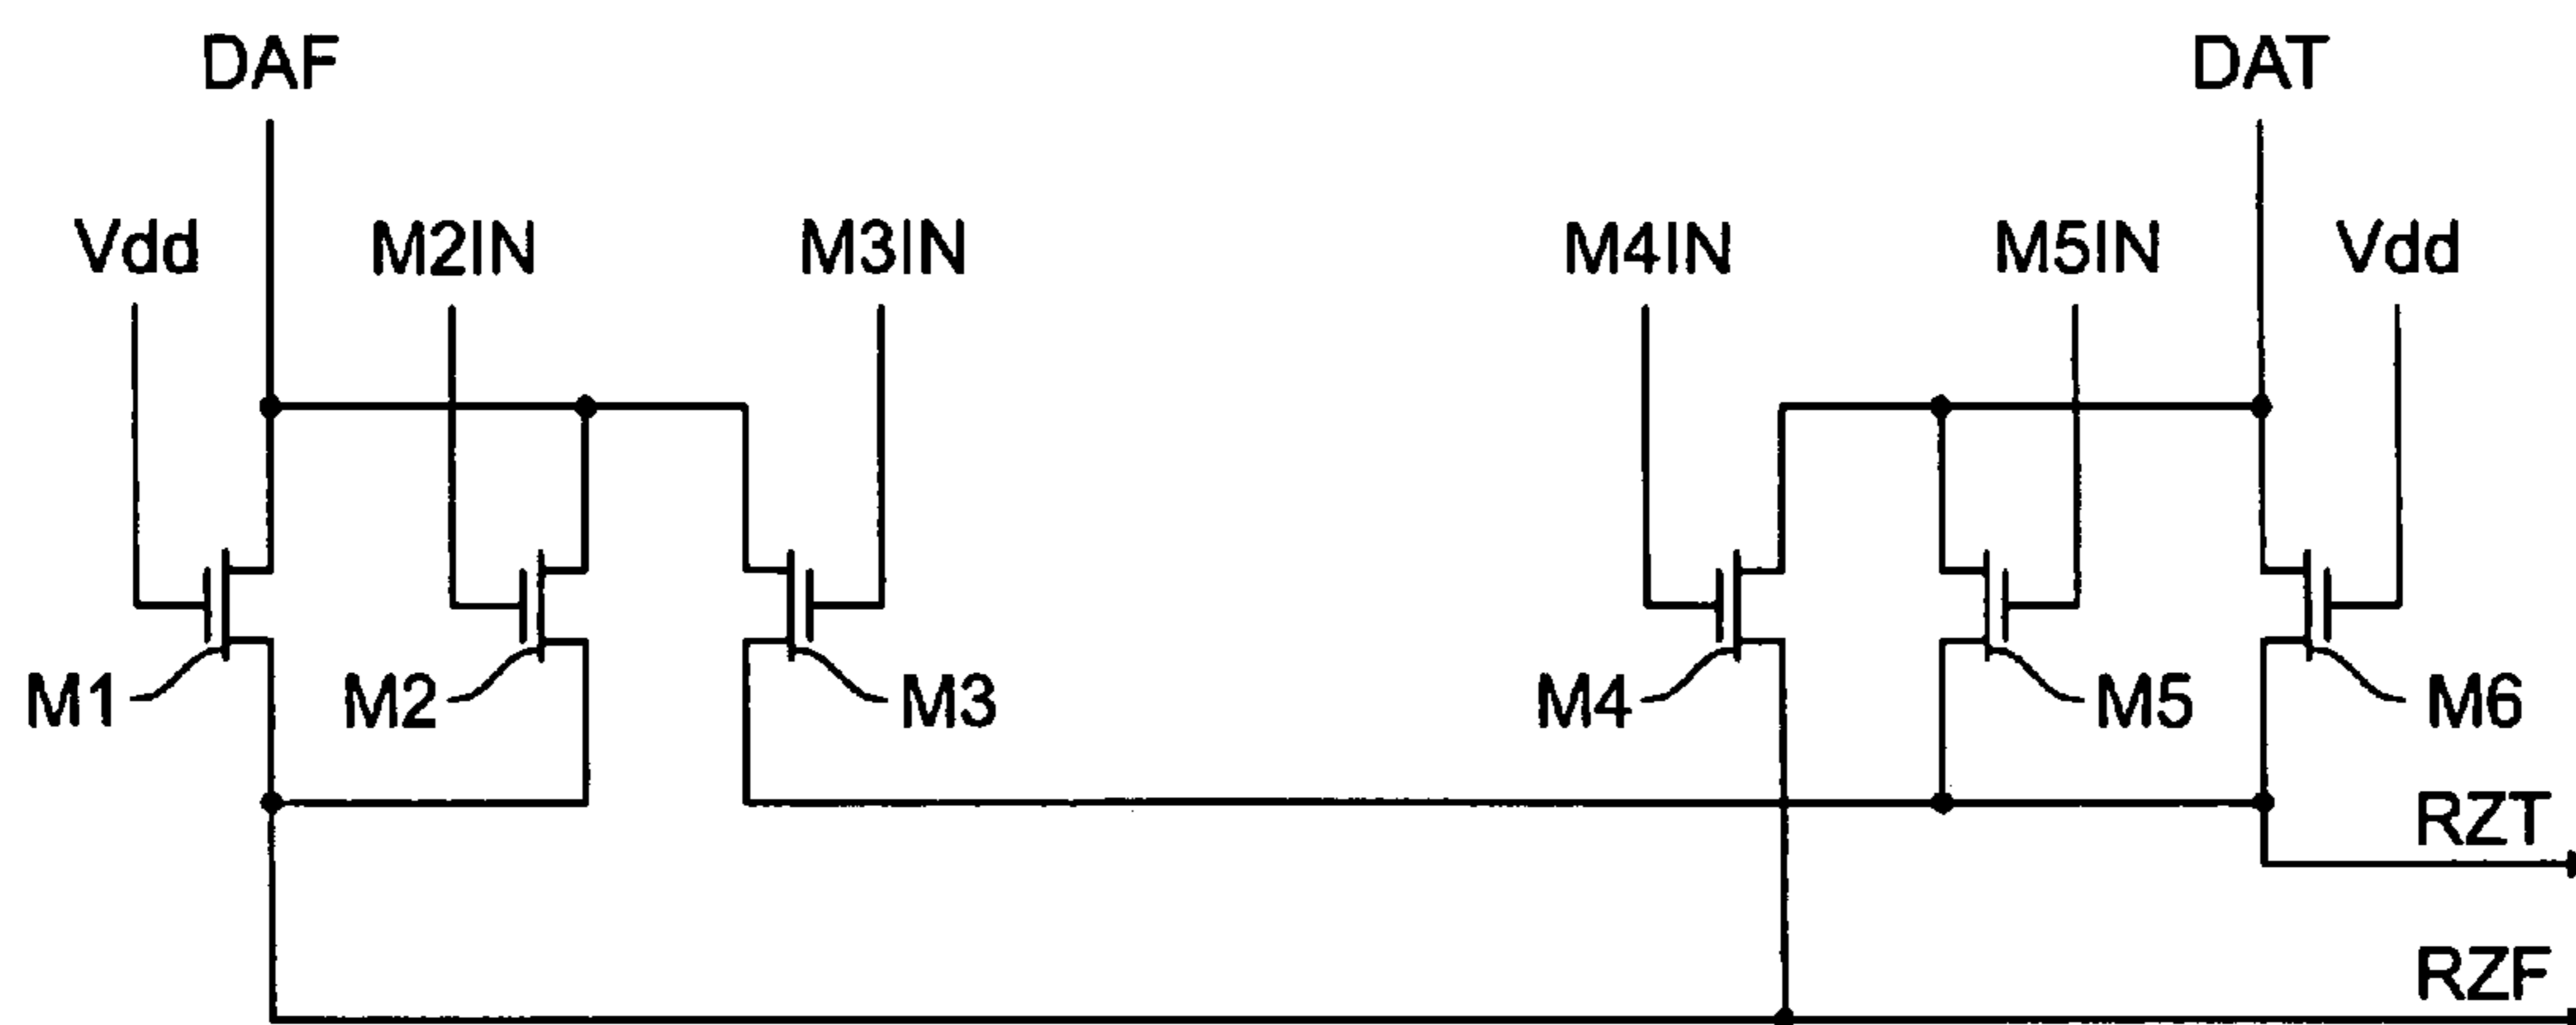 DAF DAT
Vdd M2IN M3IN M4IN M5IN Vdd
M1 M2 M3 M4 M5 M6
RZT
RZF